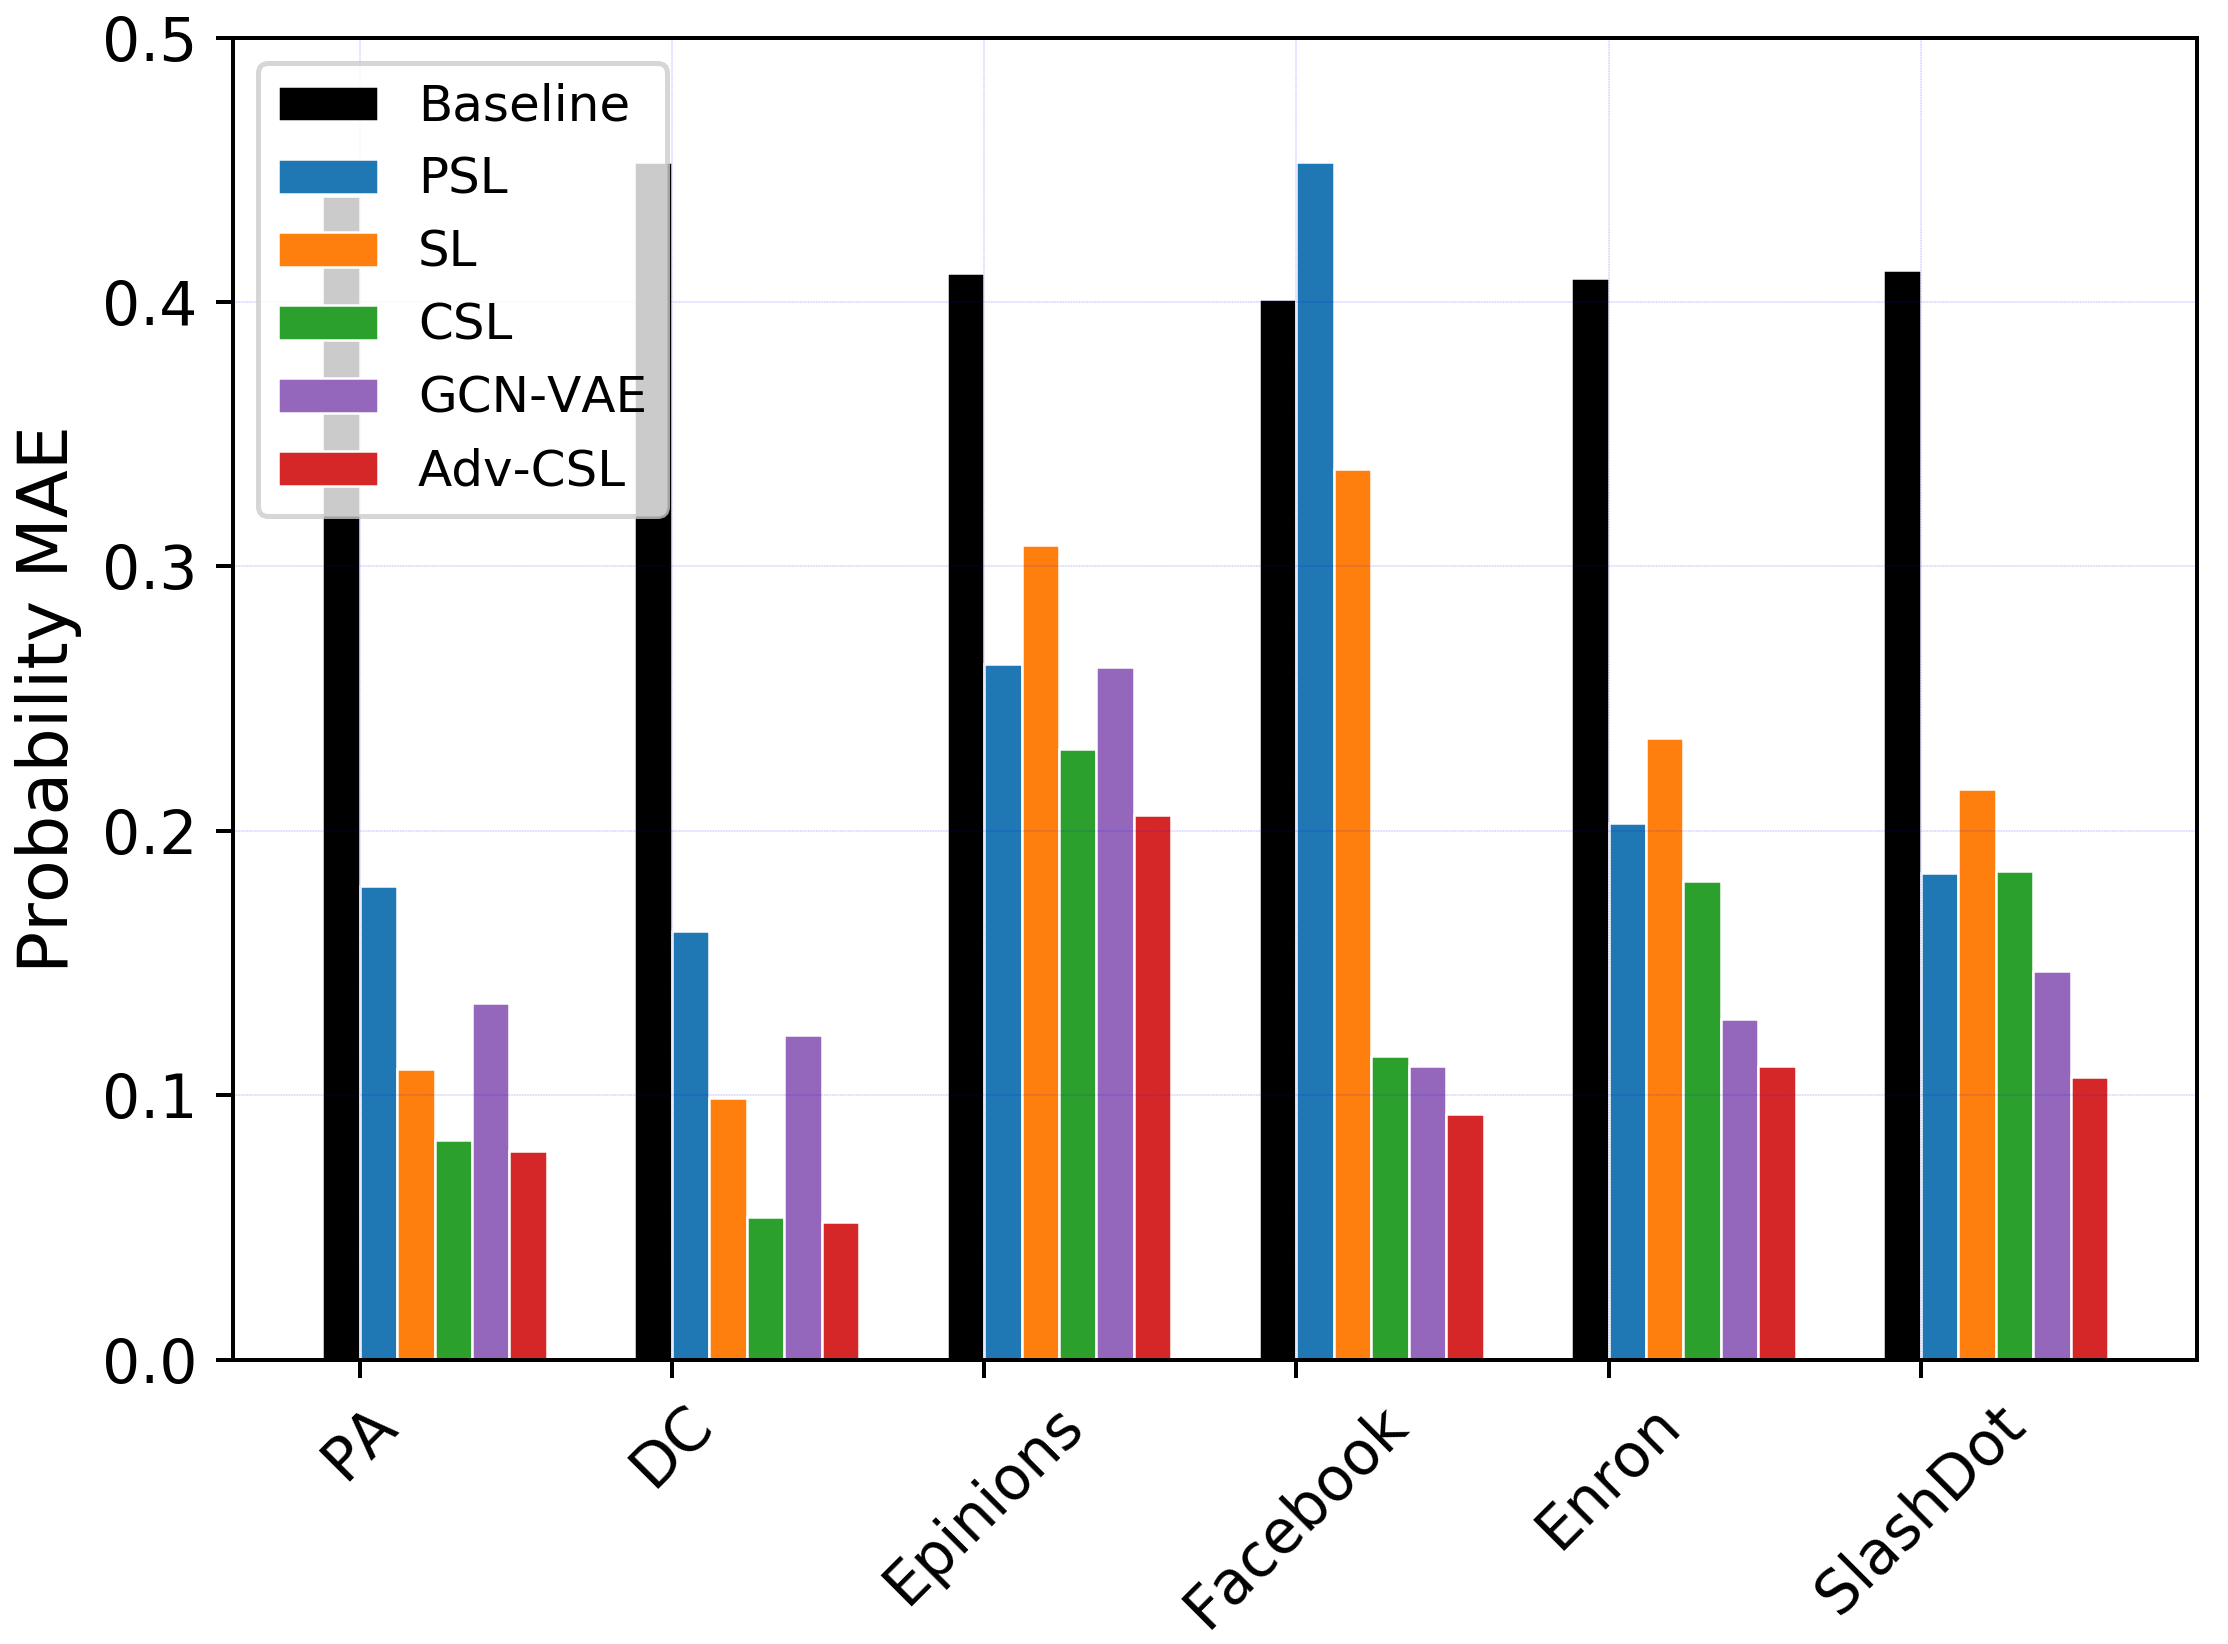 Probability MAE
0.5
0.4
0.3
0.2
0.1
0.0
Baseline
PSL
SL
CSL
GCN-VAE
Adv-CSL
PA
DC
Epinions
Facebook
Enron
SlashDot